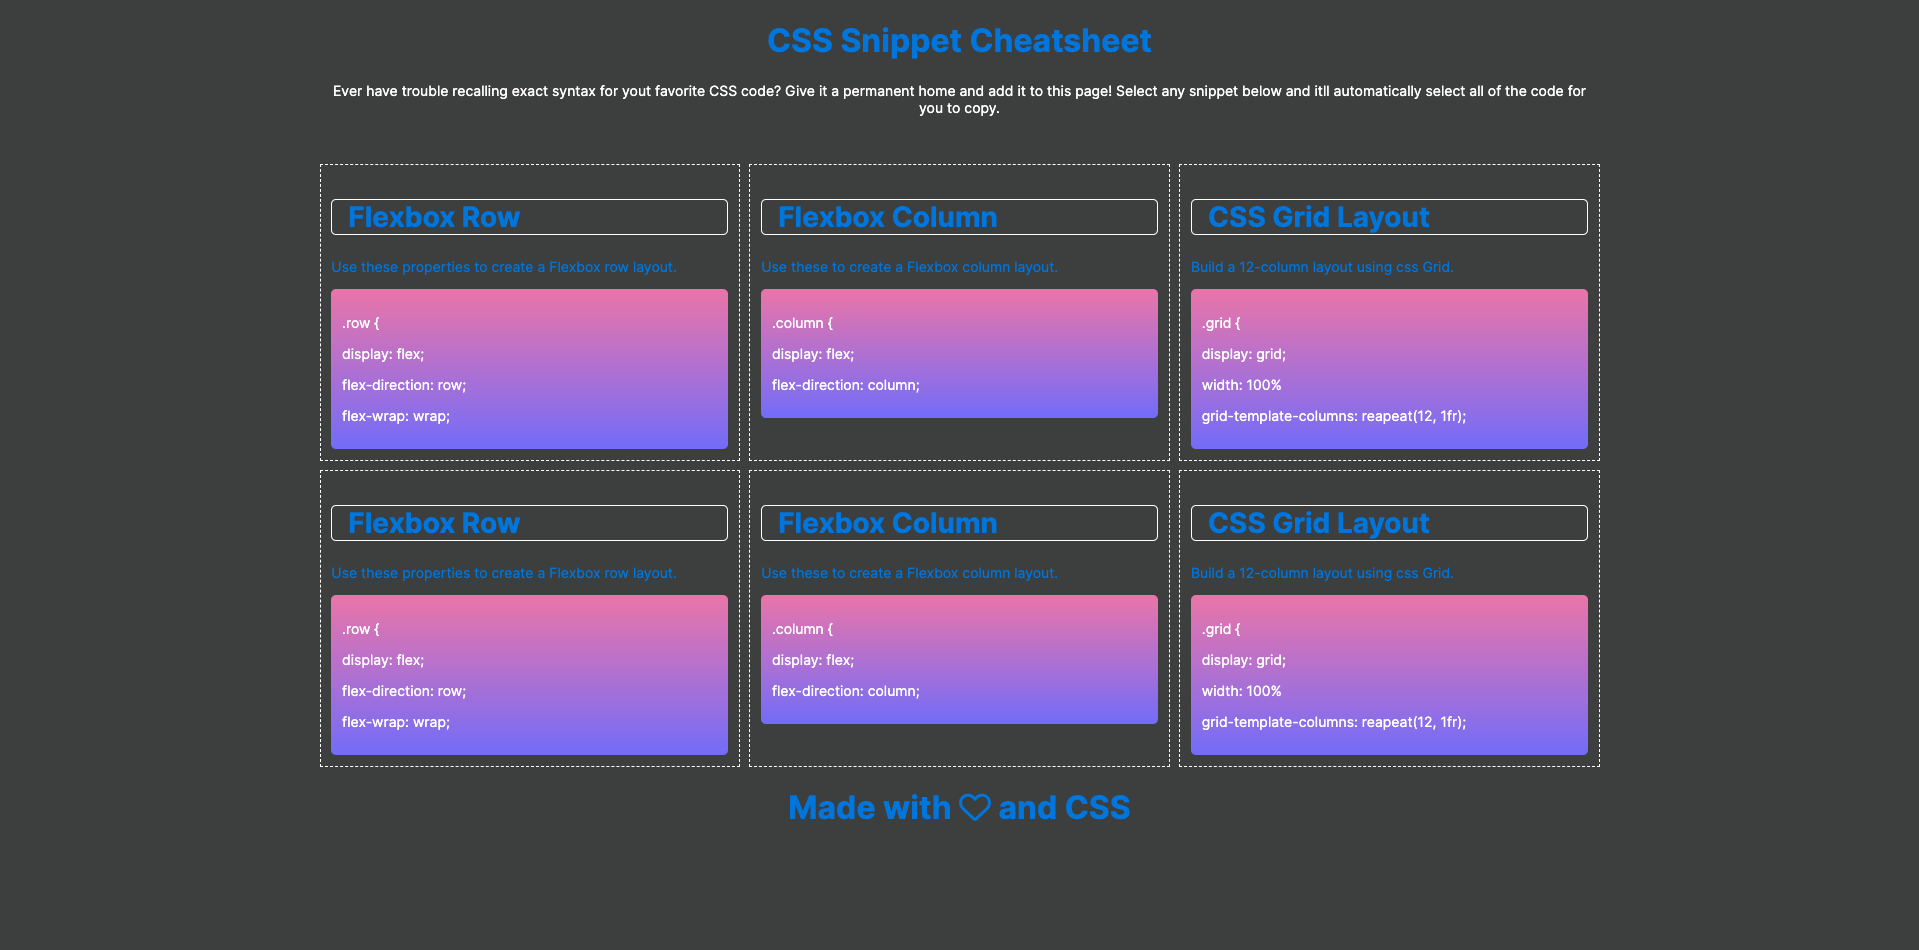 CSS Snippet Cheatsheet
Ever have trouble recalling exact syntax for yout favorite CSS code? Give it a permanent home and add it to this page! Select any snippet below and itll automatically select all of the code for
you to copy.
Flexbox Row
Use these properties to create a Flexbox row layout.
.row {
display: flex;
flex-direction: row;
flex-wrap: wrap;
Flexbox Column
Use these to create a Flexbox column layout.
.column {
display: flex;
flex-direction: column;
CSS Grid Layout
Build a 12-column layout using css Grid.
.grid {
display: grid;
width: 100%
grid-template-columns: reapeat(12, 1fr);
Flexbox Row
Use these properties to create a Flexbox row layout.
.row {
display: flex;
flex-direction: row;
flex-wrap: wrap;
Flexbox Column
Use these to create a Flexbox column layout.
.column {
display: flex;
flex-direction: column;
CSS Grid Layout
Build a 12-column layout using css Grid.
.grid {
display: grid;
width: 100%
grid-template-columns: reapeat(12, 1fr);
Made with ♡ and CSS